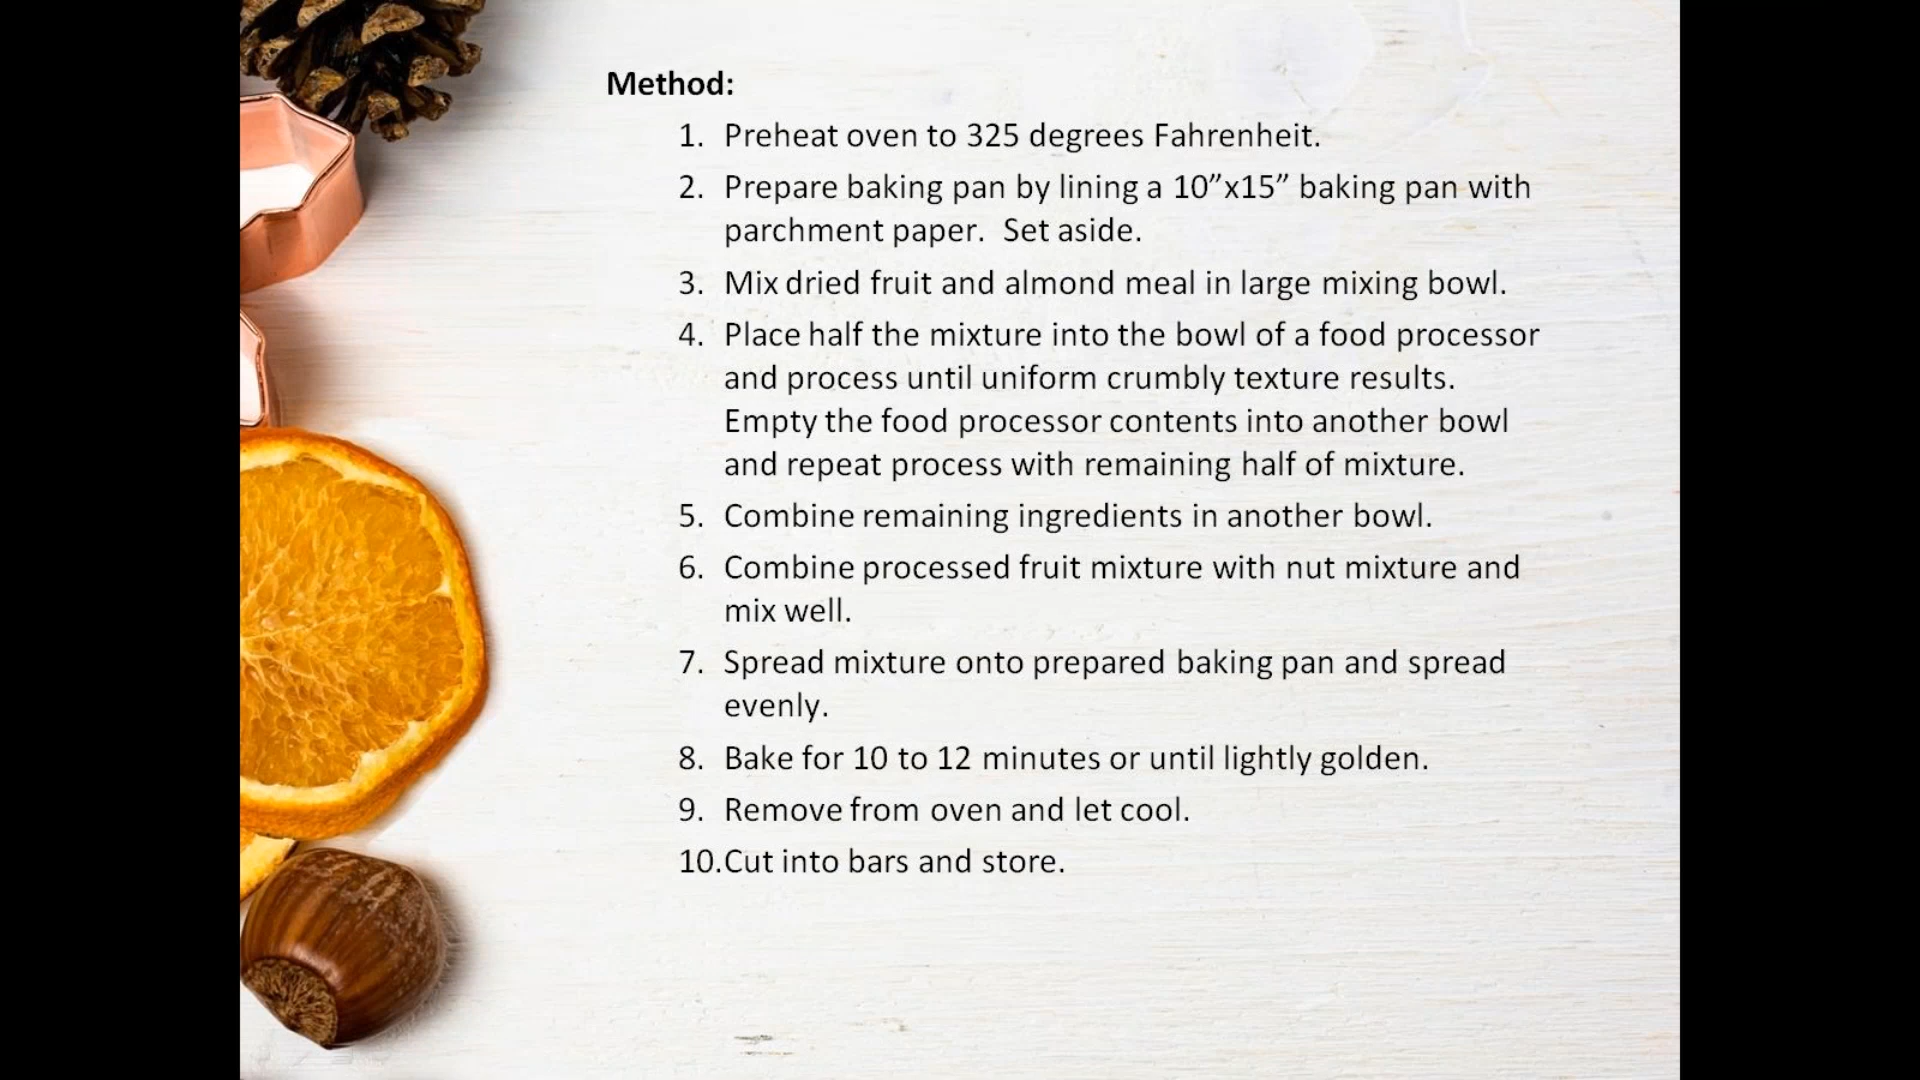 Method:
1. Preheat oven to 325 degrees Fahrenheit.
2. Prepare baking pan by lining a 10”x15” baking pan with
parchment paper.  Set aside.
3. Mix dried fruit and almond meal in large mixing bowl.
4. Place half the mixture into the bowl of a food processor
and process until uniform crumbly texture results.
Empty the food processor contents into another bowl
and repeat process with remaining half of mixture.
5. Combine remaining ingredients in another bowl.
6. Combine processed fruit mixture with nut mixture and
mix well.
7. Spread mixture onto prepared baking pan and spread
evenly.
8. Bake for 10 to 12 minutes or until lightly golden.
9. Remove from oven and let cool.
10.Cut into bars and store.